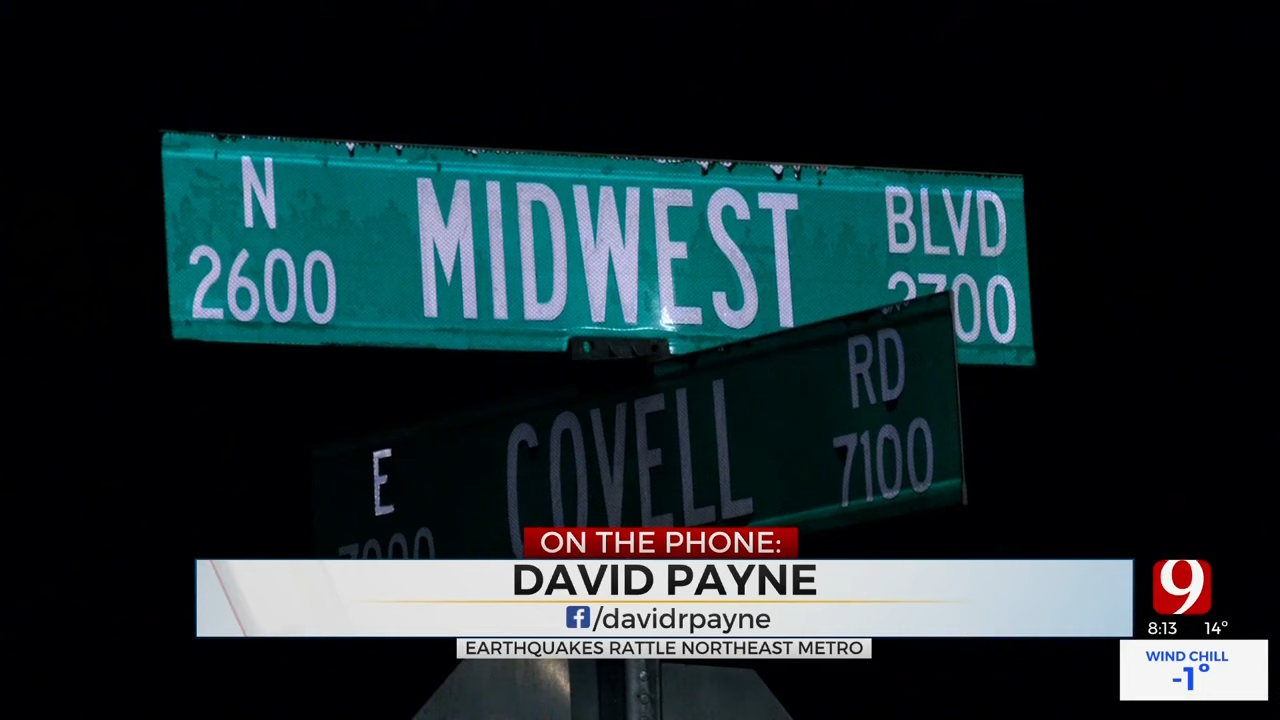 N MIDWEST BLVD
2600 2700
E COVELL RD
7100
ON THE PHONE:
DAVID PAYNE
f/davidrpayne
EARTHQUAKES RATTLE NORTHEAST METRO
9
8:13 14°
WIND CHILL
-1°